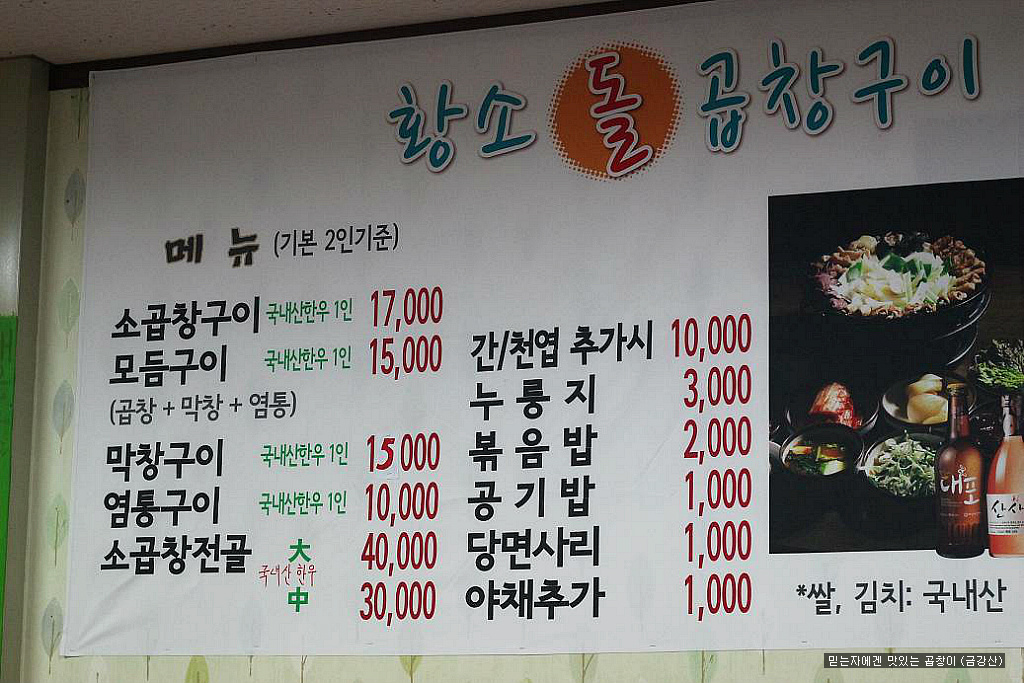 황소 돌 곱창구이
메뉴 (기본 2인기준)
소곱창구이 국내산한우 1인 17,000
모듬구이 국내산한우 1인 15,000
(곱창 + 막창 + 염통)
막창구이 국내산한우 1인 15,000
염통구이 국내산한우 1인 10,000
소곱창전골 大 40,000
국내산 한우
中 30,000
간/천엽 추가시 10,000
누룽지 3,000
볶음밥 2,000
공기밥 1,000
당면사리 1,000
야채추가 1,000
대포
산사
*쌀, 김치: 국내산
믿는자에겐 맛있는 곱창이 (금강산)